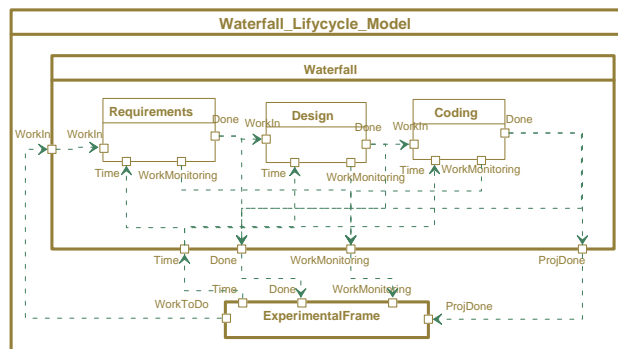 Waterfall_Lifycycle_Model
Waterfall
Requirements
Design
Coding
Done
Done
Done
WorkIn
WorkIn
WorkIn
WorkIn
Time
WorkMonitoring
Time
WorkMonitoring
Time
WorkMonitoring
Time
Done
WorkMonitoring
ProjDone
Time
Done
WorkMonitoring
WorkToDo
ProjDone
ExperimentalFrame